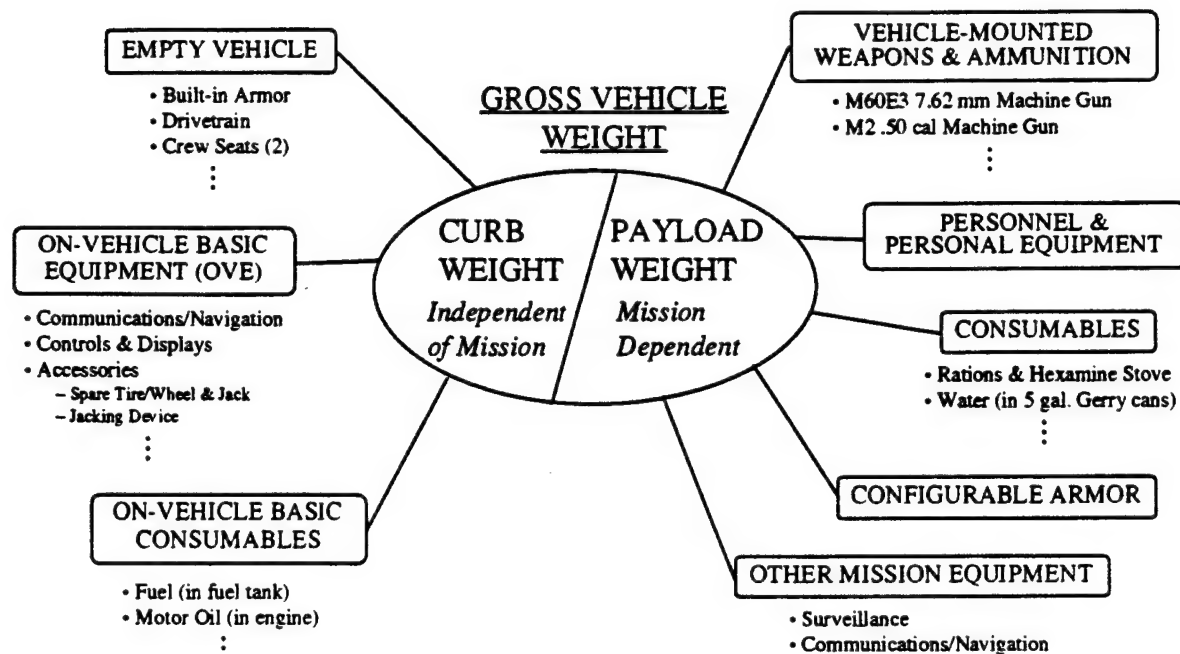 EMPTY VEHICLE
• Built-in Armor
• Drivetrain
• Crew Seats (2)
⋮
ON-VEHICLE BASIC
EQUIPMENT (OVE)
• Communications/Navigation
• Controls & Displays
• Accessories
– Spare Tire/Wheel & Jack
– Jacking Device
⋮
ON-VEHICLE BASIC
CONSUMABLES
• Fuel (in fuel tank)
• Motor Oil (in engine)
:
GROSS VEHICLE
WEIGHT
CURB
WEIGHT
Independent
of Mission
PAYLOAD
WEIGHT
Mission
Dependent
VEHICLE-MOUNTED
WEAPONS & AMMUNITION
• M60E3 7.62 mm Machine Gun
• M2 .50 cal Machine Gun
⋮
PERSONNEL &
PERSONAL EQUIPMENT
CONSUMABLES
• Rations & Hexamine Stove
• Water (in 5 gal. Gerry cans)
⋮
CONFIGURABLE ARMOR
OTHER MISSION EQUIPMENT
• Surveillance
• Communications/Navigation